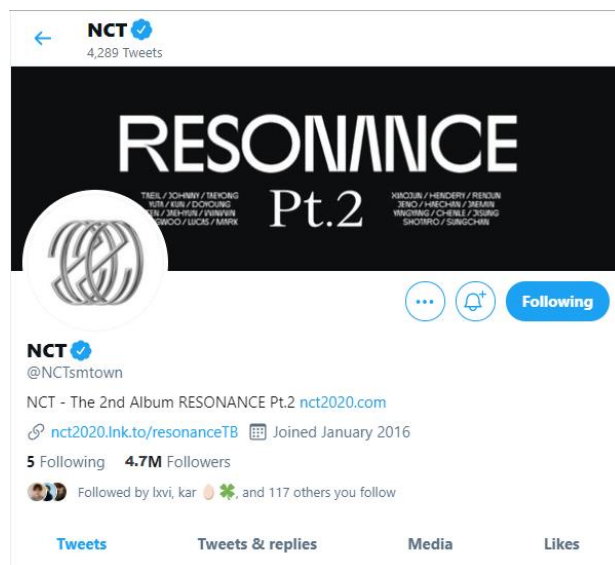 NCT
4,289 Tweets
RESONANCE
Pt.2
TAEIL / JOHNNY / TAEYONG
YUTA / KUN / DOYOUNG
TEN / JAEHYUN / WINWIN
JUNGWOO / LUCAS / MARK
XIAOJUN / HENDERY / RENJUN
JENO / HAECHAN / JAEMIN
YANGYANG / CHENLE / JISUNG
SHOTARO / SUNGCHAN
Following
NCT
@NCTsmtown
NCT - The 2nd Album RESONANCE Pt.2 nct2020.com
nct2020.lnk.to/resonanceTB Joined January 2016
5 Following 4.7M Followers
Followed by lxvi, kar 🥚 🍀, and 117 others you follow
Tweets Tweets & replies Media Likes